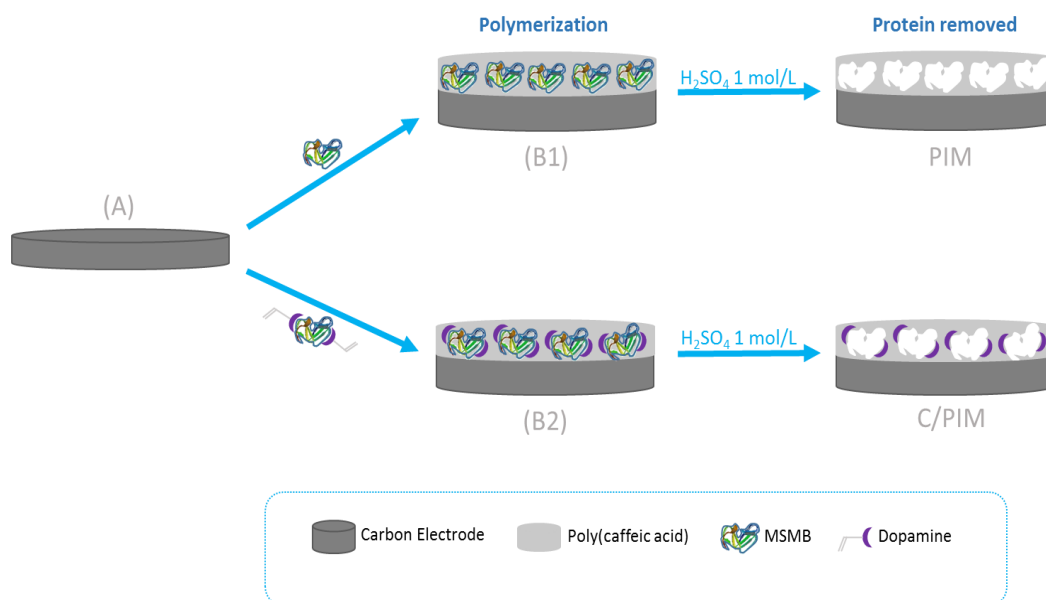 Polymerization
Protein removed
H₂SO₄ 1 mol/L
(B1)
PIM
(A)
H₂SO₄ 1 mol/L
(B2)
C/PIM
Carbon Electrode
Poly(caffeic acid)
MSMB
Dopamine